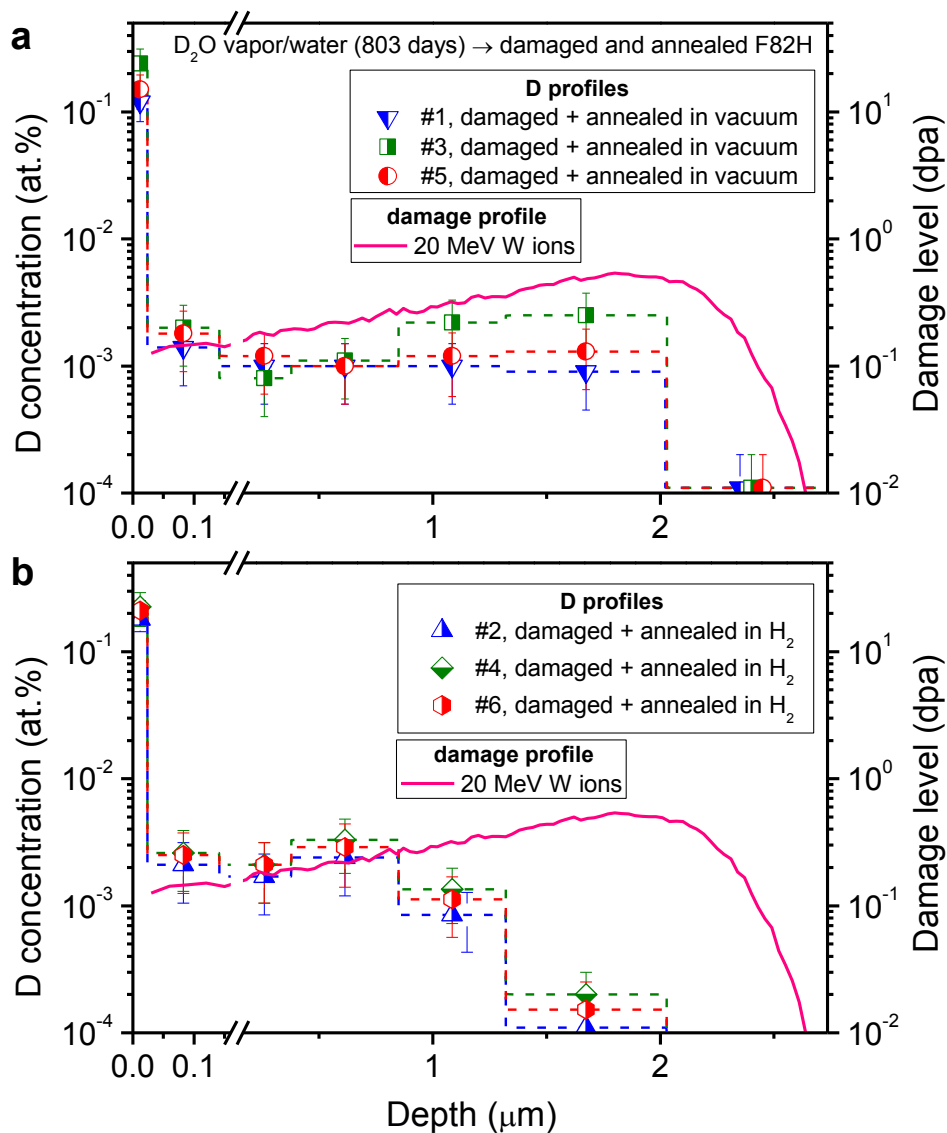 a
D₂O vapor/water (803 days) → damaged and annealed F82H
D profiles
#1, damaged + annealed in vacuum
#3, damaged + annealed in vacuum
#5, damaged + annealed in vacuum
damage profile
20 MeV W ions
D concentration (at.%)
10⁻¹
10⁻²
10⁻³
10⁻⁴
Damage level (dpa)
10¹
10⁰
10⁻¹
10⁻²
0.0 0.1 1 2
b
D profiles
#2, damaged + annealed in H₂
#4, damaged + annealed in H₂
#6, damaged + annealed in H₂
damage profile
20 MeV W ions
D concentration (at.%)
10⁻¹
10⁻²
10⁻³
10⁻⁴
Damage level (dpa)
10¹
10⁰
10⁻¹
10⁻²
0.0 0.1 1 2
Depth (μm)